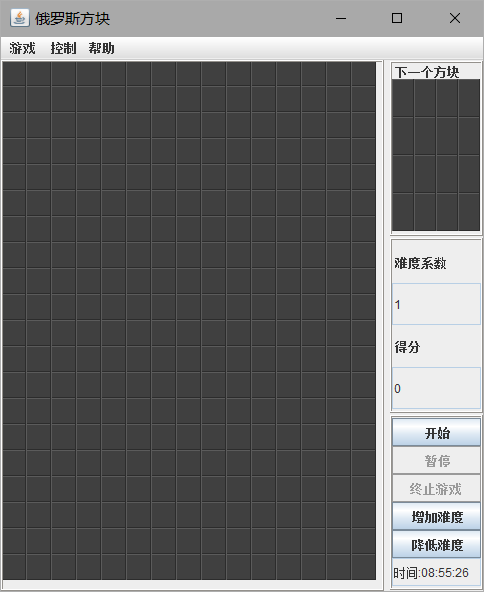 俄罗斯方块
游戏 控制 帮助
下一个方块
难度系数
1
得分
0
开始
暂停
终止游戏
增加难度
降低难度
时间:08:55:26